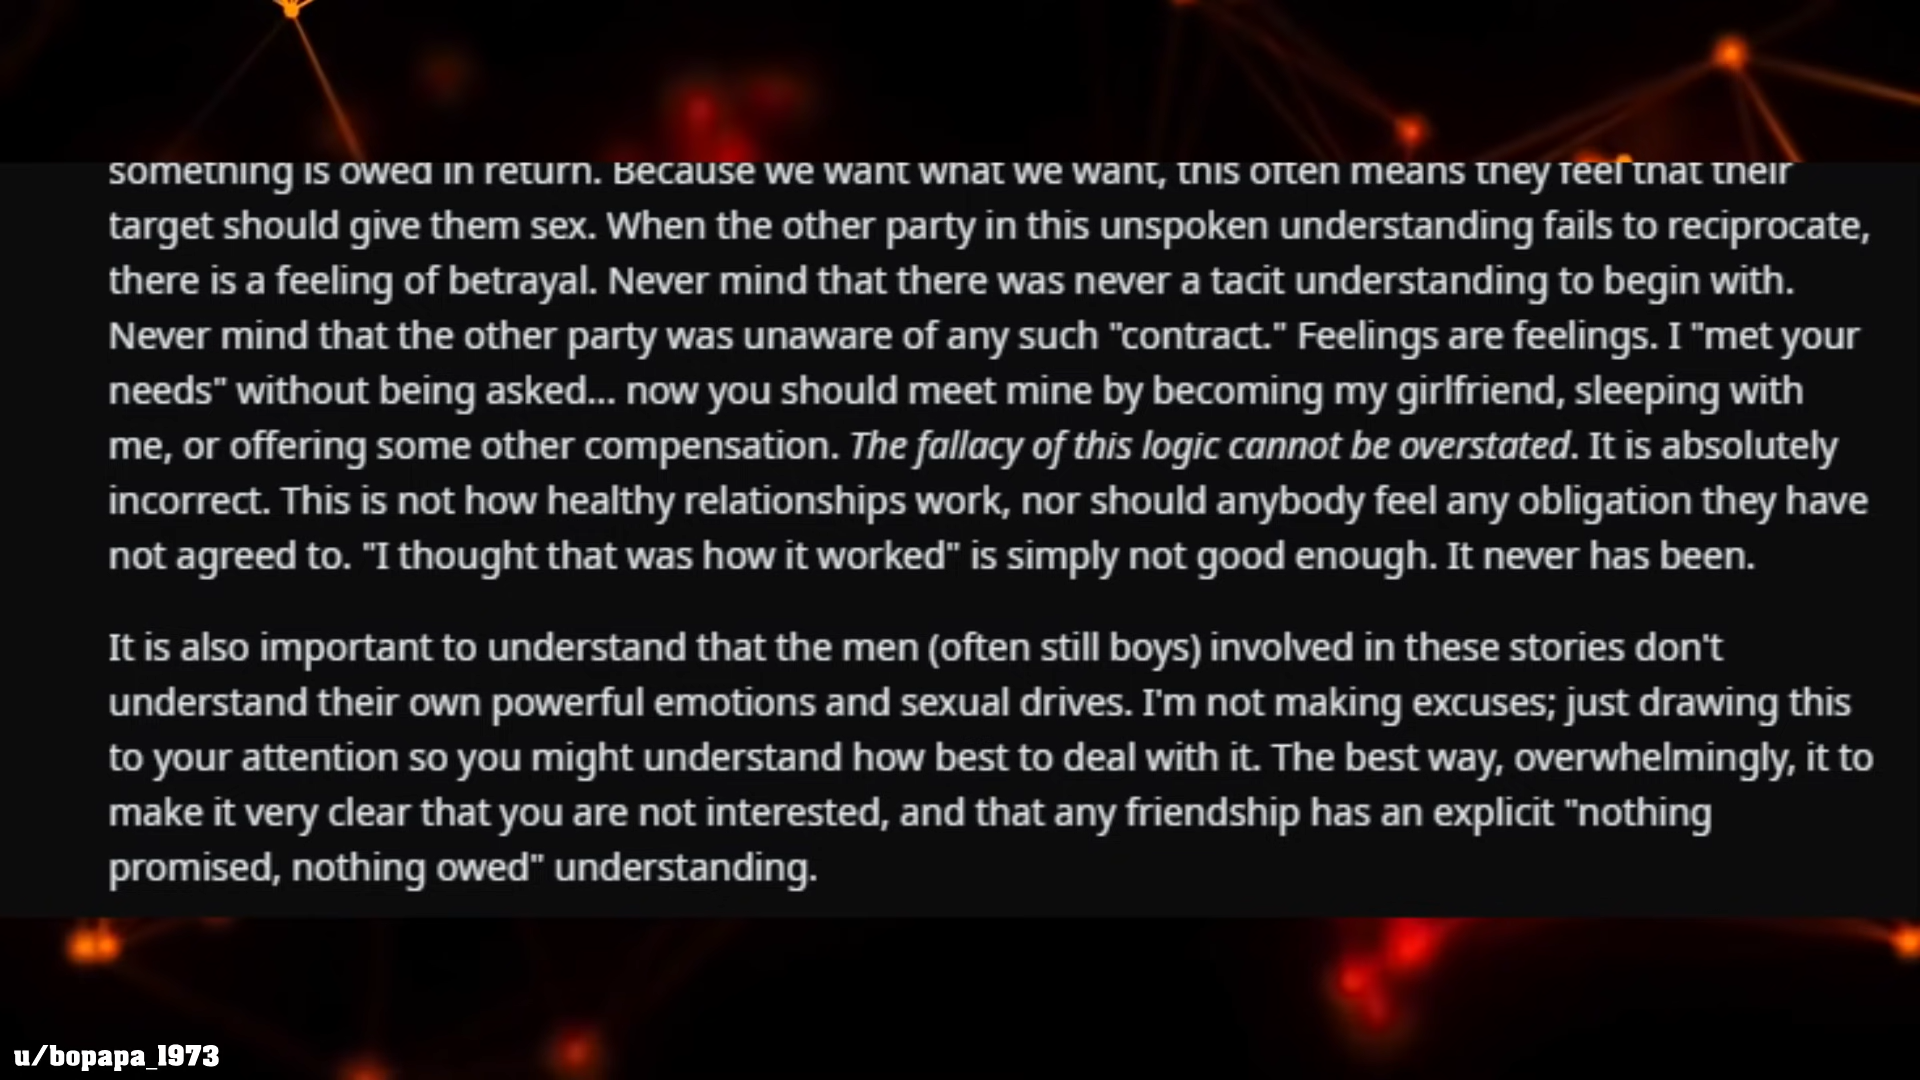 something is owed in return. Because we want what we want, this often means they feel that their
target should give them sex. When the other party in this unspoken understanding fails to reciprocate,
there is a feeling of betrayal. Never mind that there was never a tacit understanding to begin with.
Never mind that the other party was unaware of any such "contract." Feelings are feelings. I "met your
needs" without being asked... now you should meet mine by becoming my girlfriend, sleeping with
me, or offering some other compensation. The fallacy of this logic cannot be overstated. It is absolutely
incorrect. This is not how healthy relationships work, nor should anybody feel any obligation they have
not agreed to. "I thought that was how it worked" is simply not good enough. It never has been.
It is also important to understand that the men (often still boys) involved in these stories don't
understand their own powerful emotions and sexual drives. I'm not making excuses; just drawing this
to your attention so you might understand how best to deal with it. The best way, overwhelmingly, it to
make it very clear that you are not interested, and that any friendship has an explicit "nothing
promised, nothing owed" understanding.
u/bopapa_1973